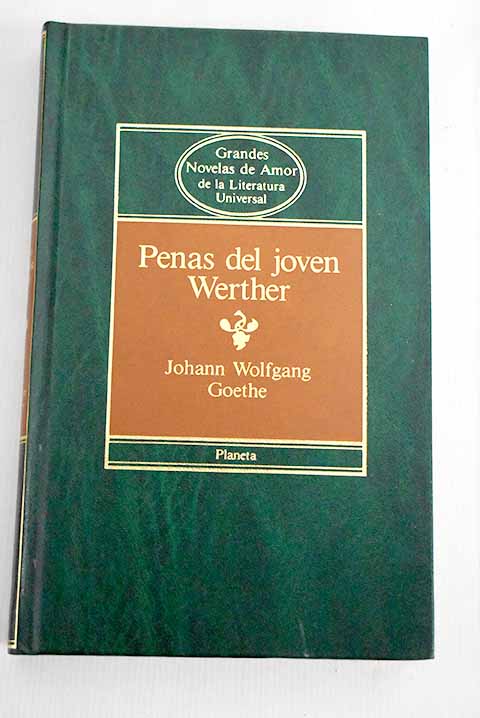 Grandes
Novelas de Amor
de la Literatura
Universal
Penas del joven
Werther
Johann Wolfgang
Goethe
Planeta